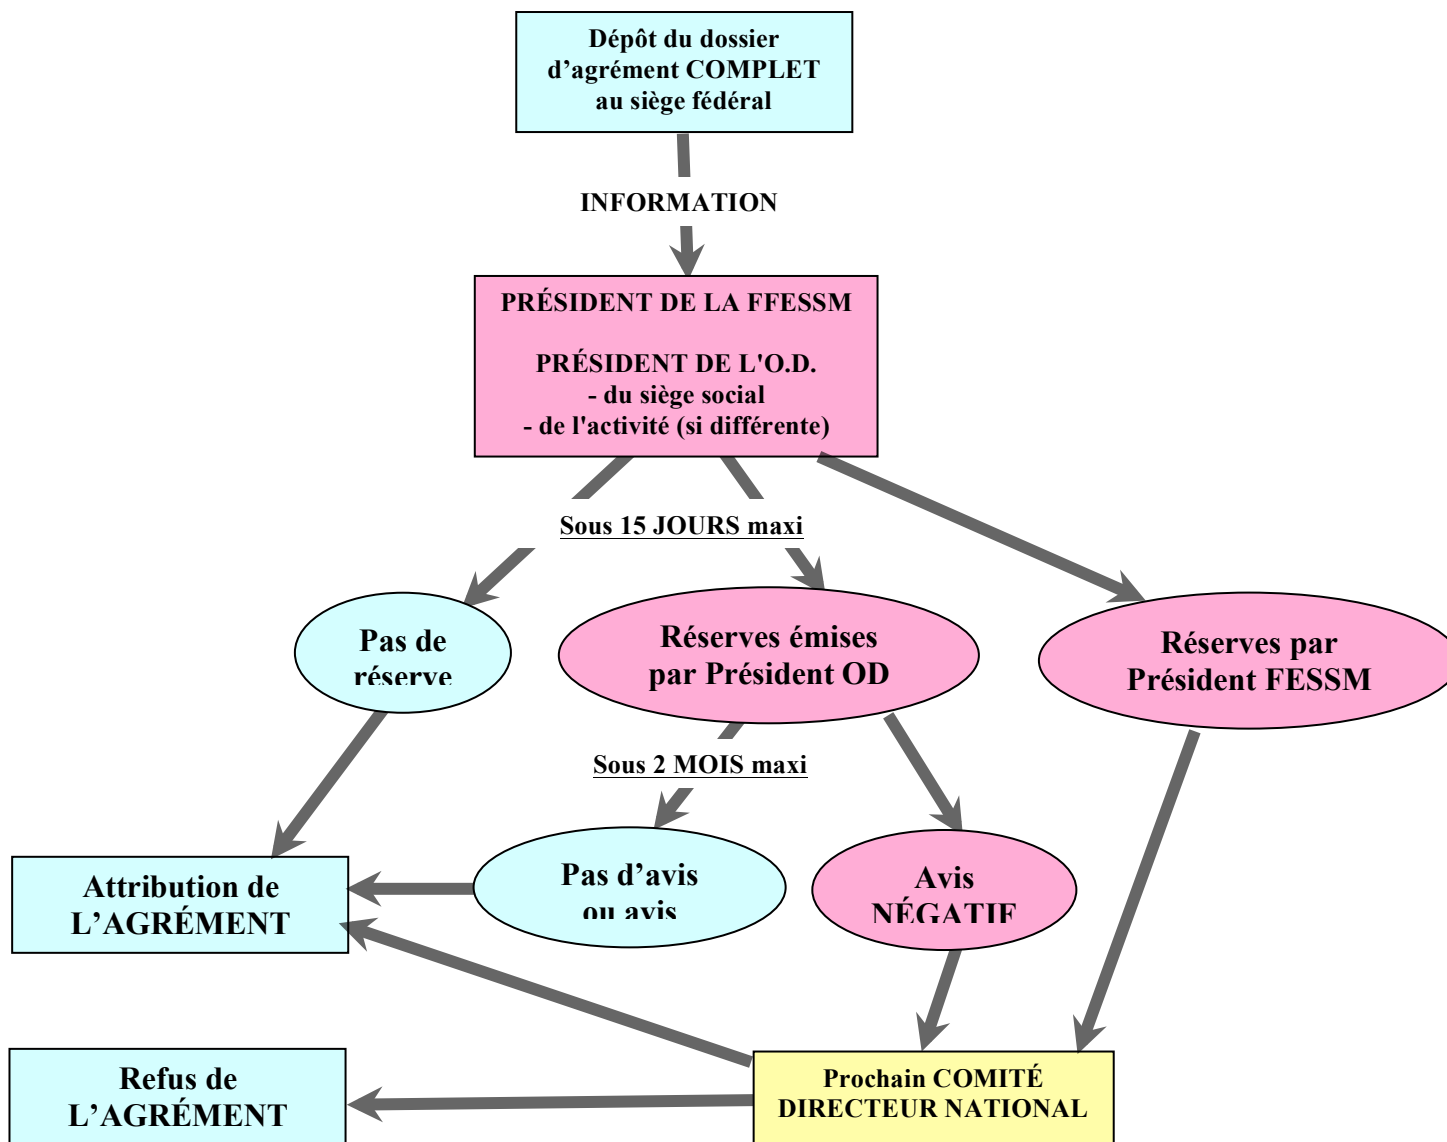 Dépôt du dossier
d’agrément COMPLET
au siège fédéral
INFORMATION
PRÉSIDENT DE LA FFESSM
PRÉSIDENT DE L'O.D.
- du siège social
- de l'activité (si différente)
Sous 15 JOURS maxi
Pas de
réserve
Réserves émises
par Président OD
Réserves par
Président FESSM
Sous 2 MOIS maxi
Pas d’avis
ou avis
Avis
NÉGATIF
Attribution de
L’AGRÉMENT
Refus de
L’AGRÉMENT
Prochain COMITÉ
DIRECTEUR NATIONAL